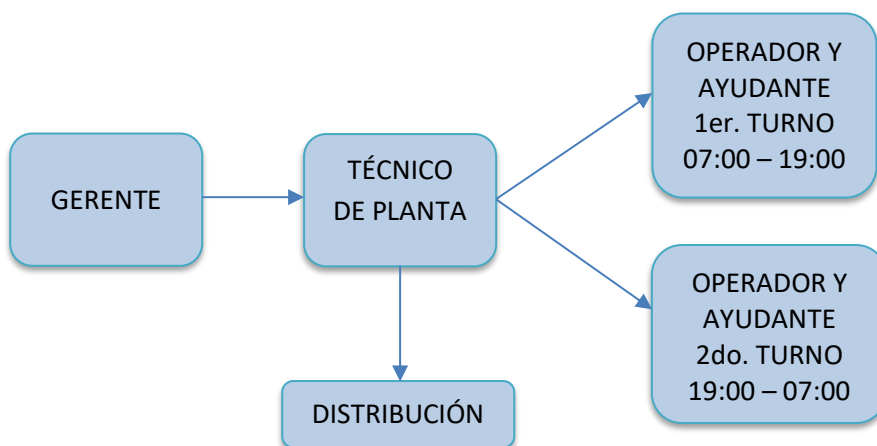 GERENTE
TÉCNICO
DE PLANTA
OPERADOR Y
AYUDANTE
1er. TURNO
07:00 – 19:00
OPERADOR Y
AYUDANTE
2do. TURNO
19:00 – 07:00
DISTRIBUCIÓN